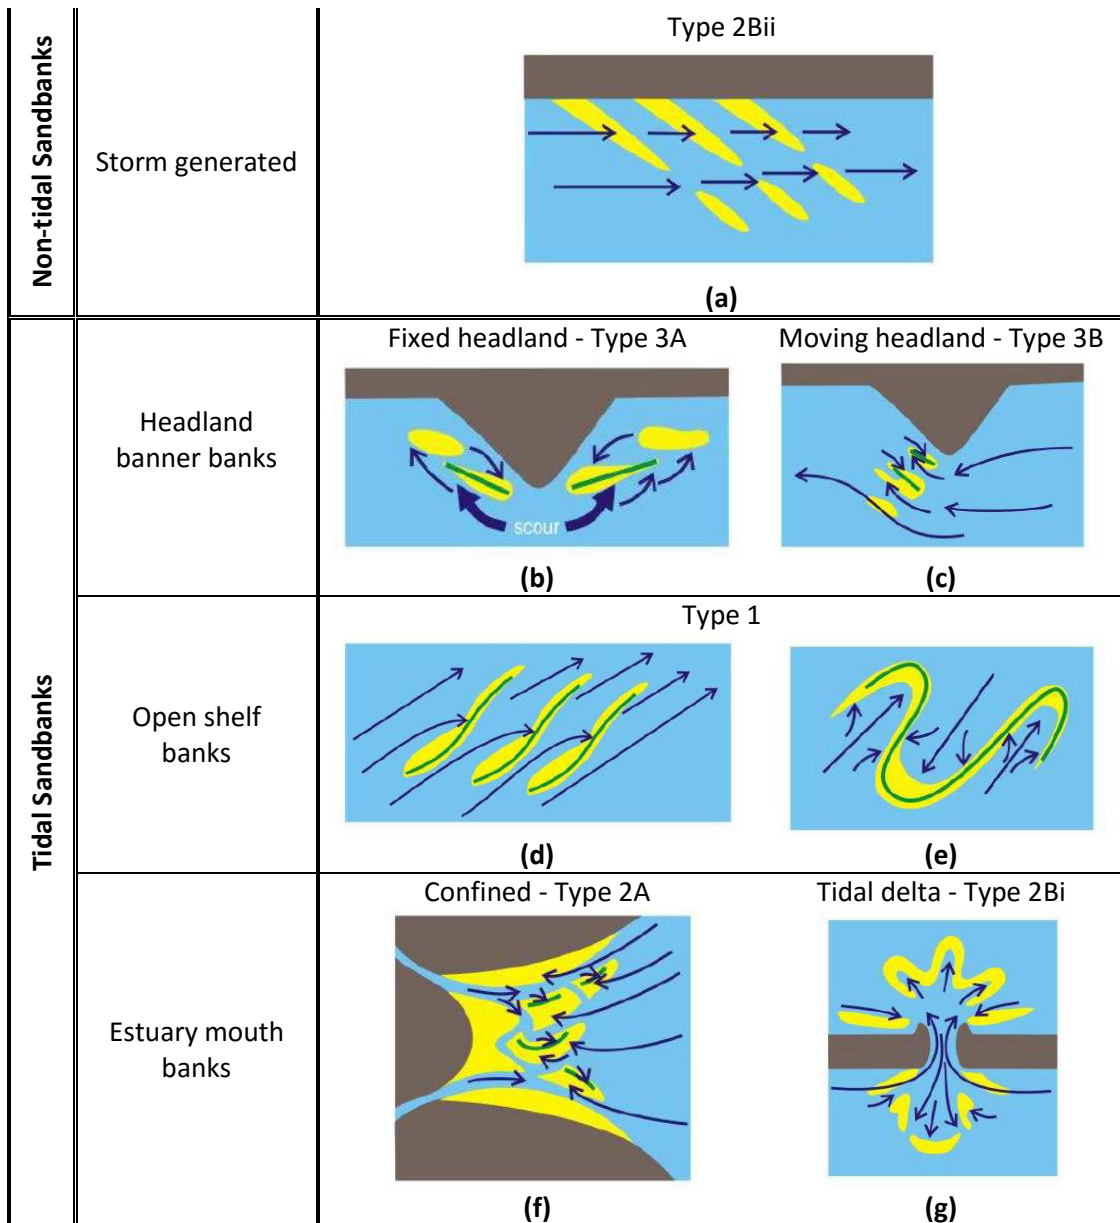 Non-tidal Sandbanks
Storm generated
Type 2Bii
(a)
Tidal Sandbanks
Headland
banner banks
Fixed headland - Type 3A
Moving headland - Type 3B
scour
(b)
(c)
Open shelf
banks
Type 1
(d)
(e)
Estuary mouth
banks
Confined - Type 2A
Tidal delta - Type 2Bi
(f)
(g)